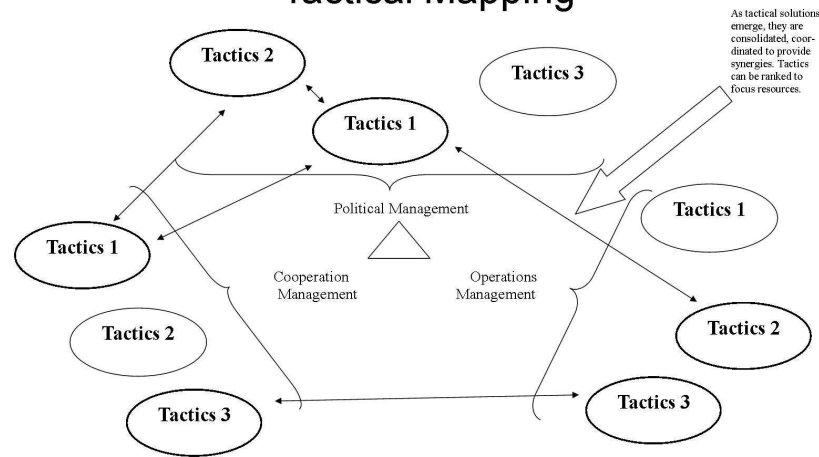 Tactical Mapping
As tactical solutions
emerge, they are
consolidated, coor-
dinated to provide
synergies. Tactics
can be ranked to
focus resources.
Tactics 2
Tactics 3
Tactics 1
Political Management
Tactics 1
Tactics 1
Cooperation
Management
Operations
Management
Tactics 2
Tactics 2
Tactics 3
Tactics 3